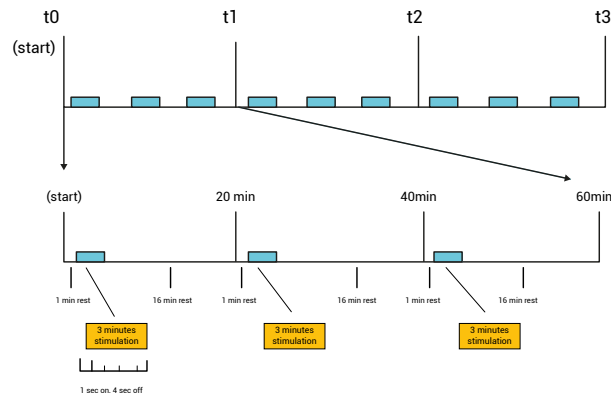 t0
t1
t2
t3
(start)
(start)
20 min
40min
60min
1 min rest
16 min rest
1 min rest
16 min rest
1 min rest
16 min rest
3 minutes
stimulation
3 minutes
stimulation
3 minutes
stimulation
1 sec on, 4 sec off